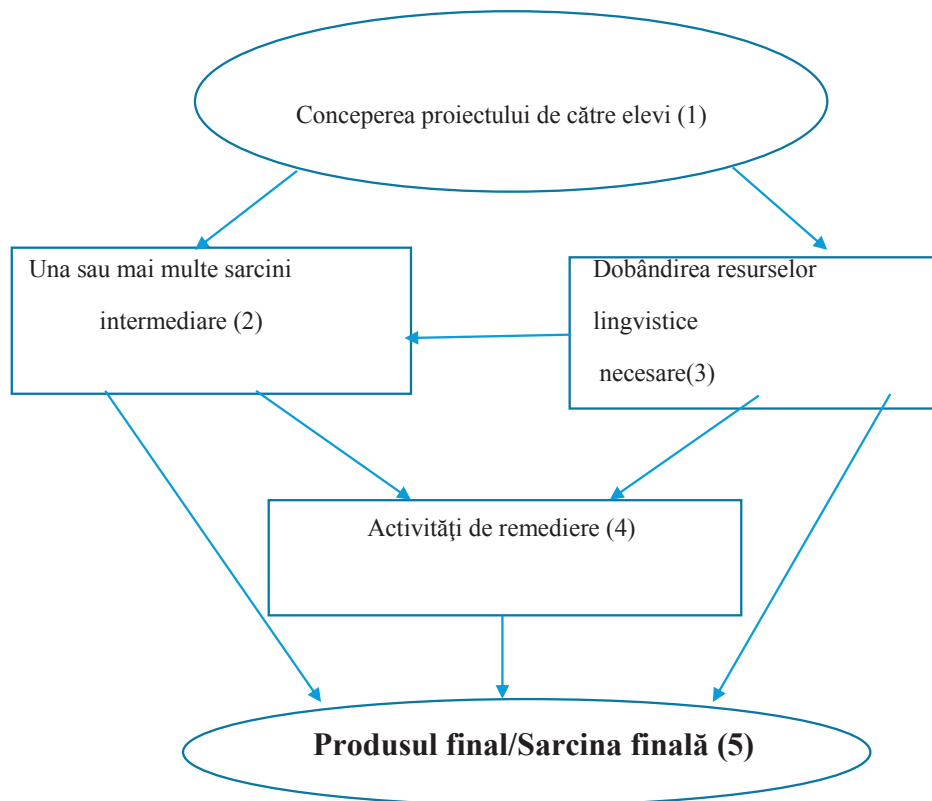 Conceperea proiectului de către elevi (1)
Una sau mai multe sarcini
intermediare (2)
Dobândirea resurselor
lingvistice
necesare(3)
Activităţi de remediere (4)
Produsul final/Sarcina finală (5)